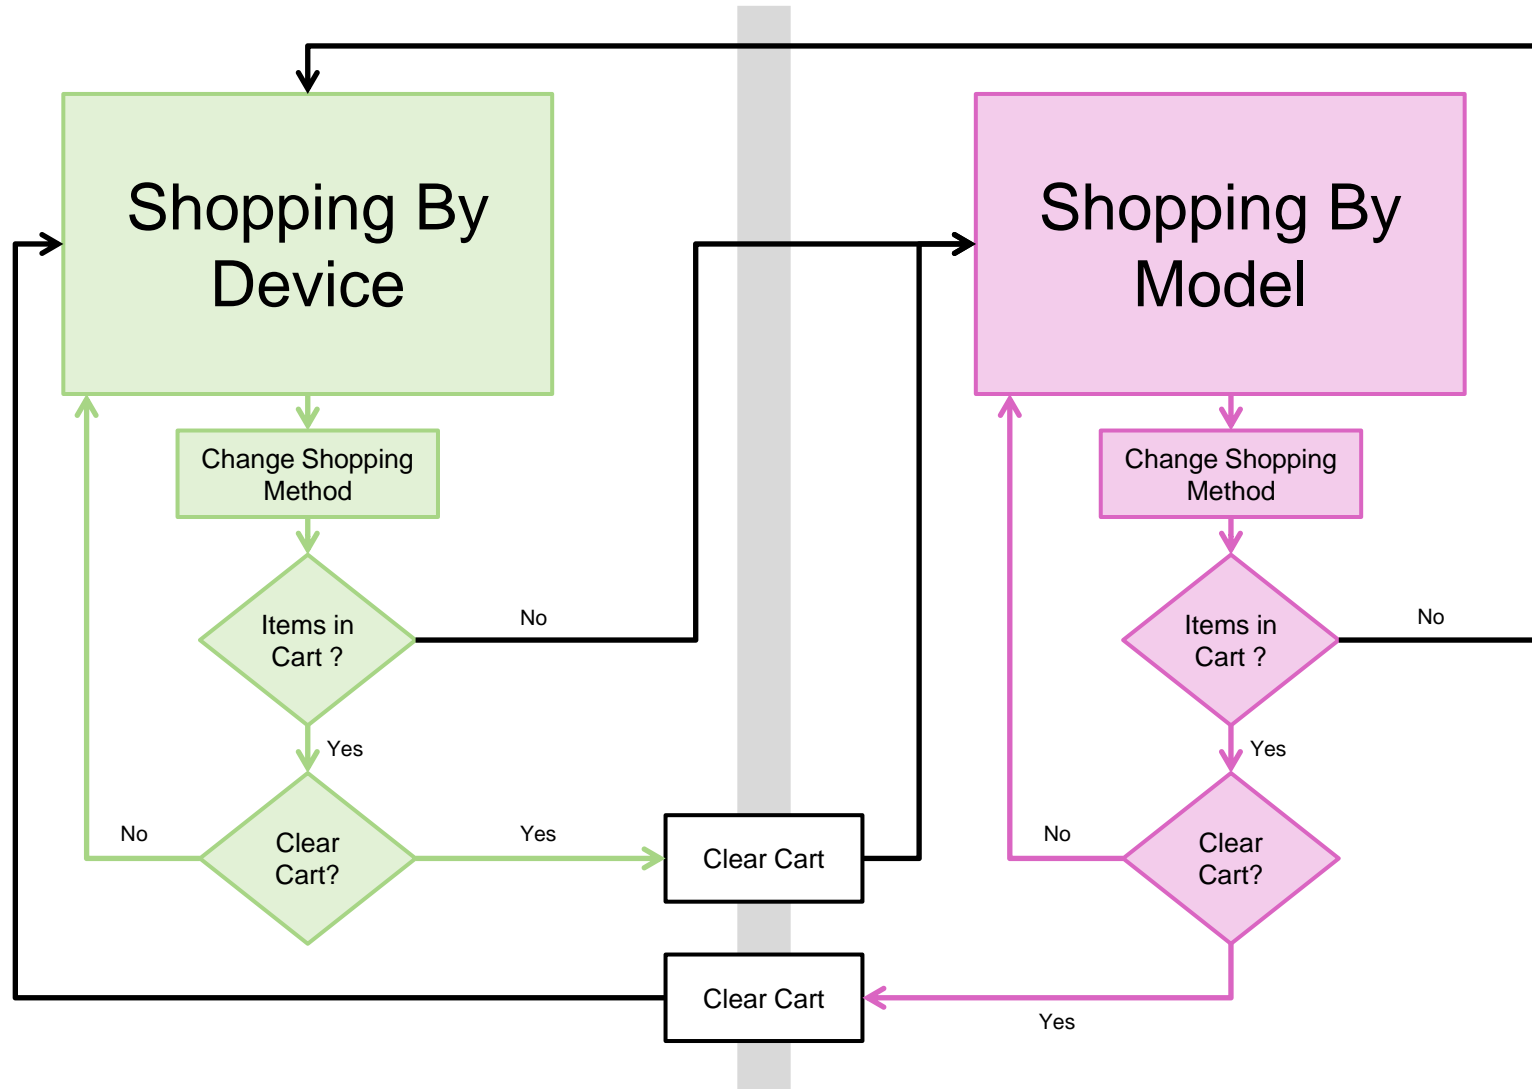 Shopping By
Device
Change Shopping
Method
Items in
Cart ?
No
Yes
Clear
Cart?
No
Yes
Clear Cart
Clear Cart
Shopping By
Model
Change Shopping
Method
Items in
Cart ?
No
Yes
Clear
Cart?
No
Yes